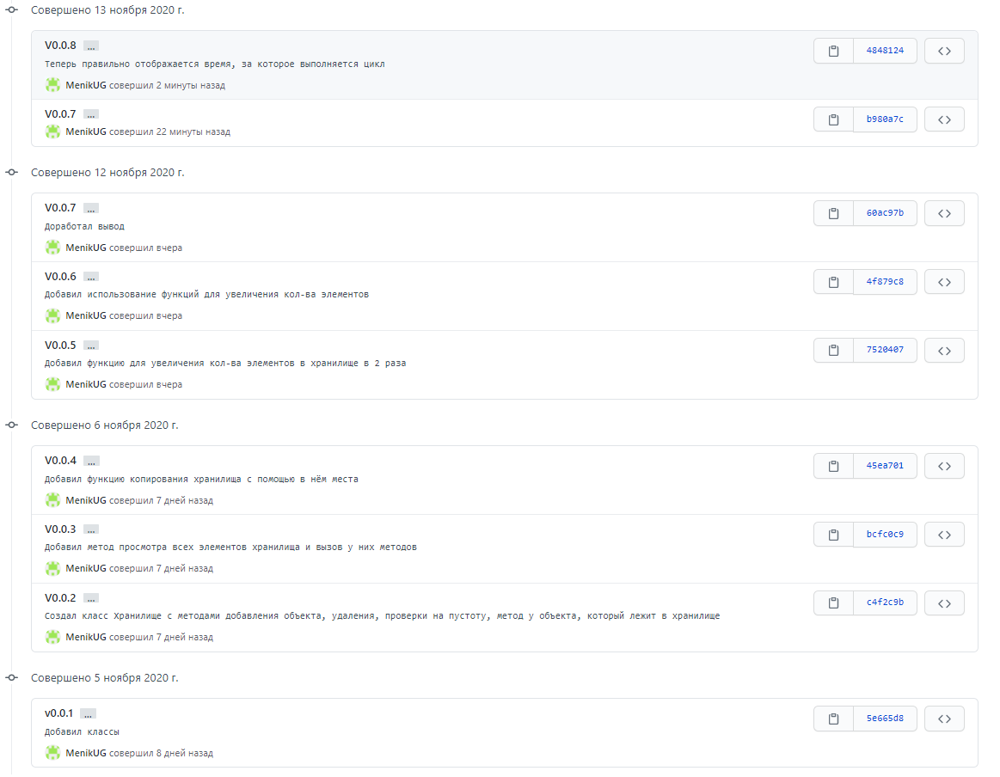 Совершено 13 ноября 2020 г.
V0.0.8 ...
4848124
Теперь правильно отображается время, за которое выполняется цикл
MenikUG совершил 2 минуты назад
V0.0.7 ...
b980a7c
MenikUG совершил 22 минуты назад
Совершено 12 ноября 2020 г.
V0.0.7 ...
60ac97b
Доработал вывод
MenikUG совершил вчера
V0.0.6 ...
4f879c8
Добавил использование функций для увеличения кол-ва элементов
MenikUG совершил вчера
V0.0.5 ...
7520407
Добавил функцию для увеличения кол-ва элементов в хранилище в 2 раза
MenikUG совершил вчера
Совершено 6 ноября 2020 г.
V0.0.4 ...
45ea701
Добавил функцию копирования хранилища с помощью в нём места
MenikUG совершил 7 дней назад
V0.0.3 ...
bcfc0c9
Добавил метод просмотра всех элементов хранилища и вызов у них методов
MenikUG совершил 7 дней назад
V0.0.2 ...
c4f2c9b
Создал класс Хранилище с методами добавления объекта, удаления, проверки на пустоту, метод у объекта, который лежит в хранилище
MenikUG совершил 7 дней назад
Совершено 5 ноября 2020 г.
v0.0.1 ...
5e665d8
Добавил классы
MenikUG совершил 8 дней назад